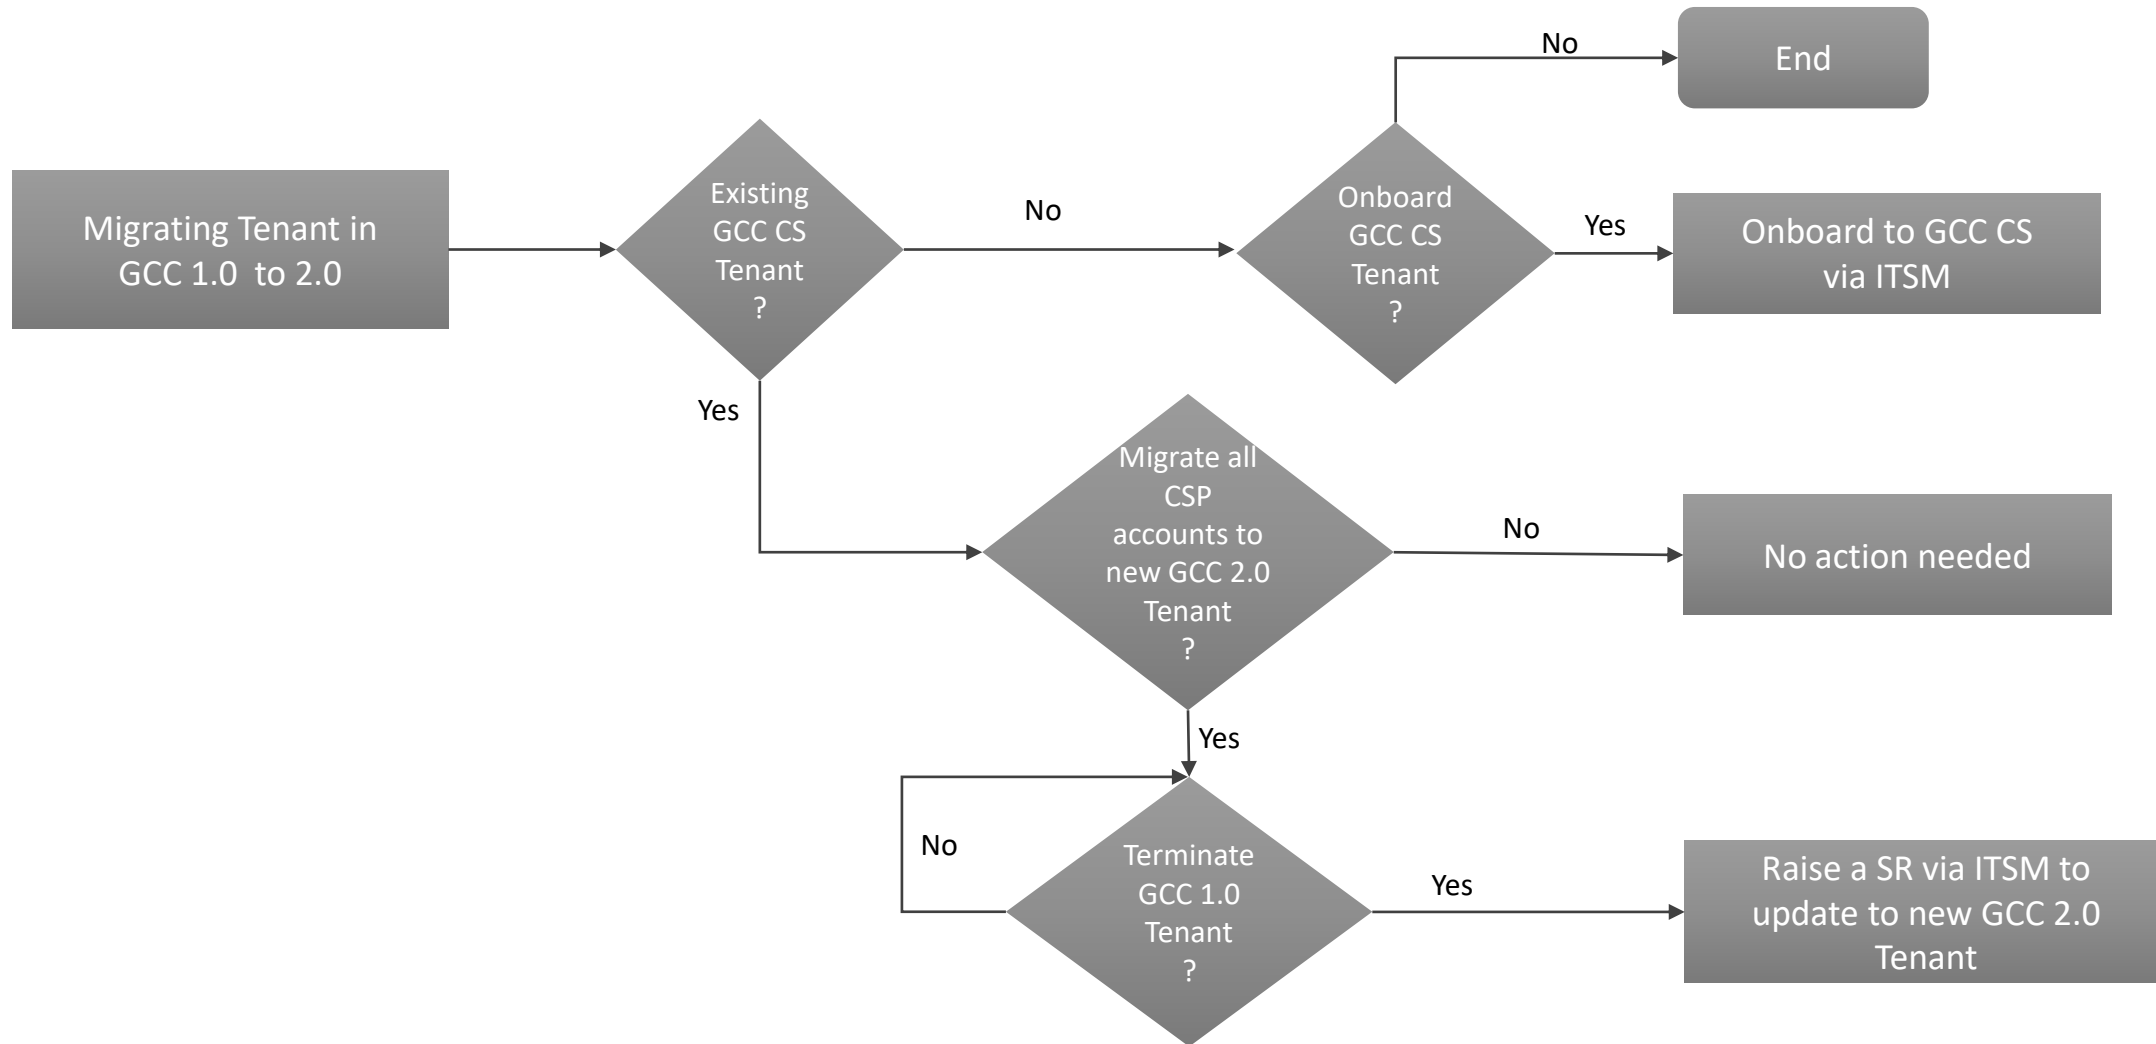 No
End
Existing
GCC CS
Tenant
?
Onboard
GCC CS
Tenant
?
Migrating Tenant in
GCC 1.0  to 2.0
No
Yes
Onboard to GCC CS
via ITSM
Yes
Migrate all
CSP
accounts to
new GCC 2.0
Tenant
?
No
No action needed
Yes
No
Terminate
GCC 1.0
Tenant
?
Yes
Raise a SR via ITSM to
update to new GCC 2.0
Tenant